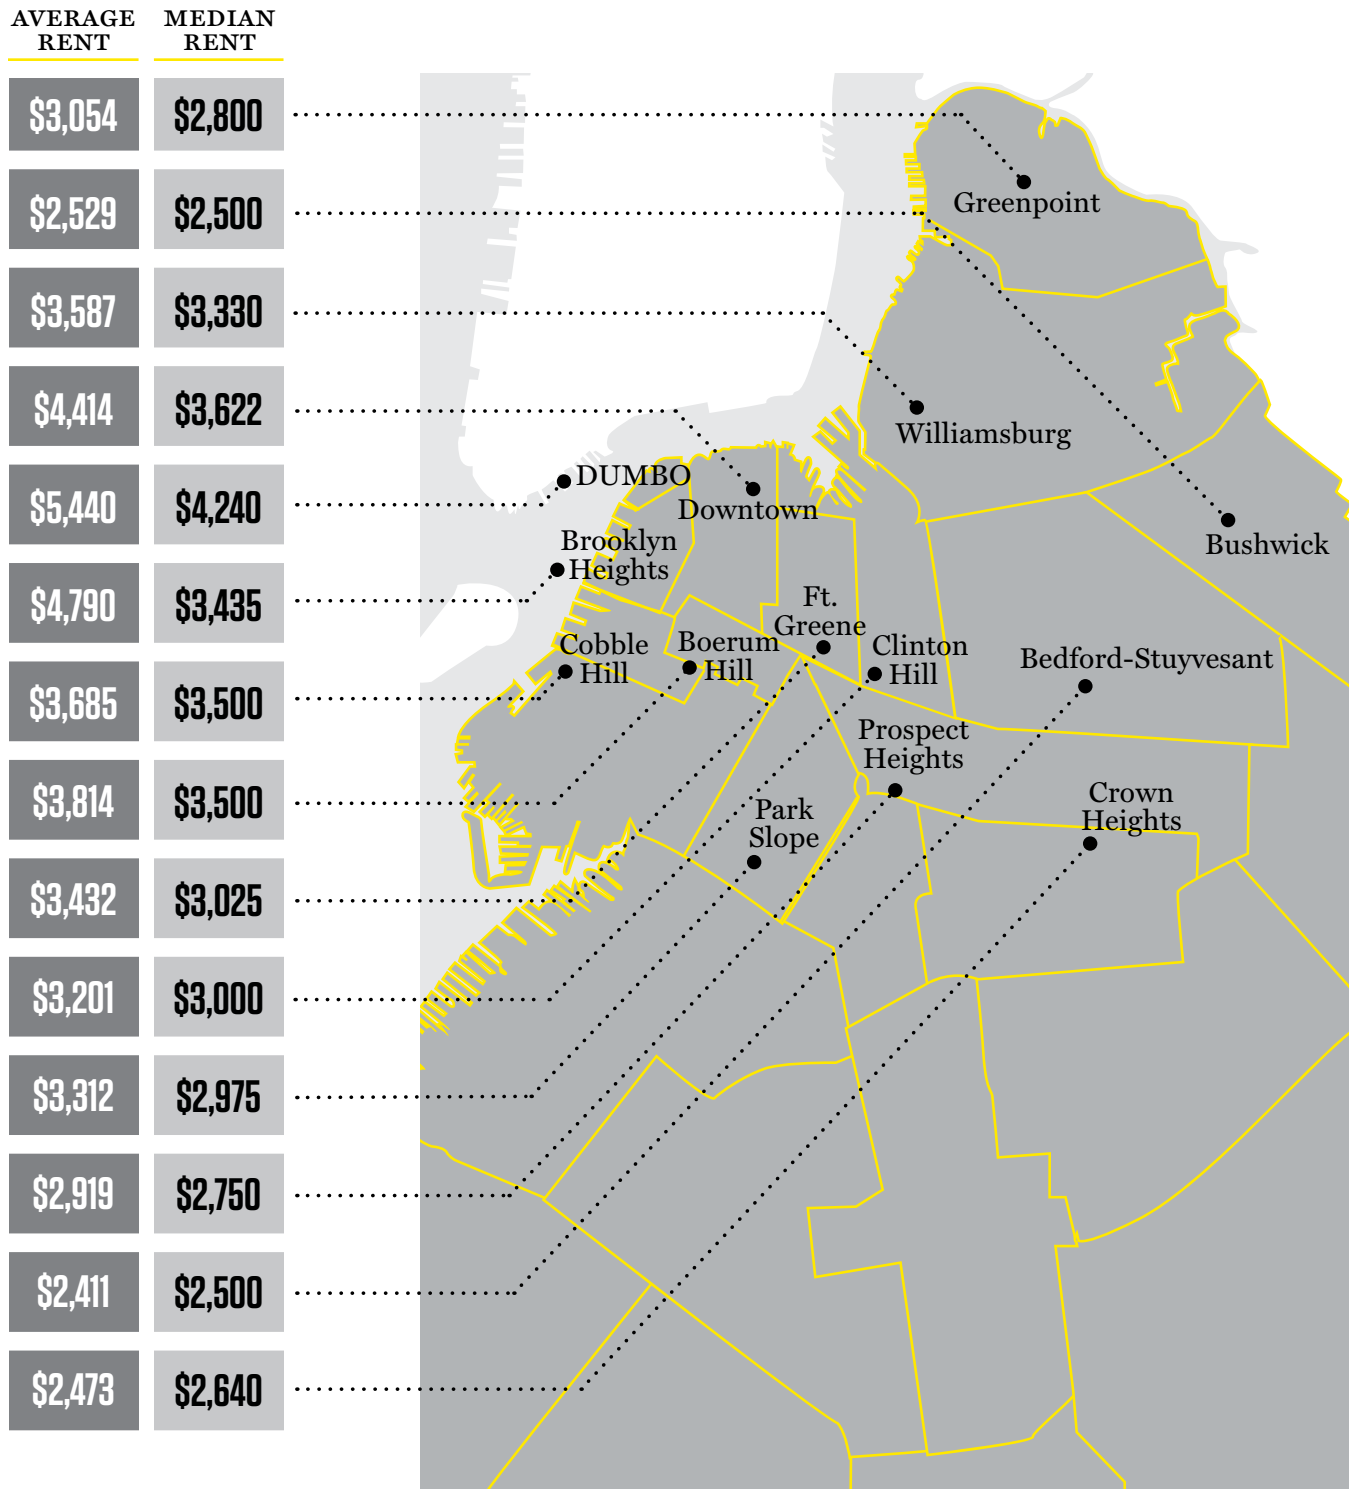 AVERAGE RENT
MEDIAN RENT
$3,054 $2,800
$2,529 $2,500
$3,587 $3,330
$4,414 $3,622
$5,440 $4,240
$4,790 $3,435
$3,685 $3,500
$3,814 $3,500
$3,432 $3,025
$3,201 $3,000
$3,312 $2,975
$2,919 $2,750
$2,411 $2,500
$2,473 $2,640
Greenpoint
Williamsburg
DUMBO
Downtown
Bushwick
Brooklyn
Heights
Cobble
Hill
Boerum
Hill
Ft.
Greene
Clinton
Hill
Bedford-Stuyvesant
Prospect
Heights
Park
Slope
Crown
Heights